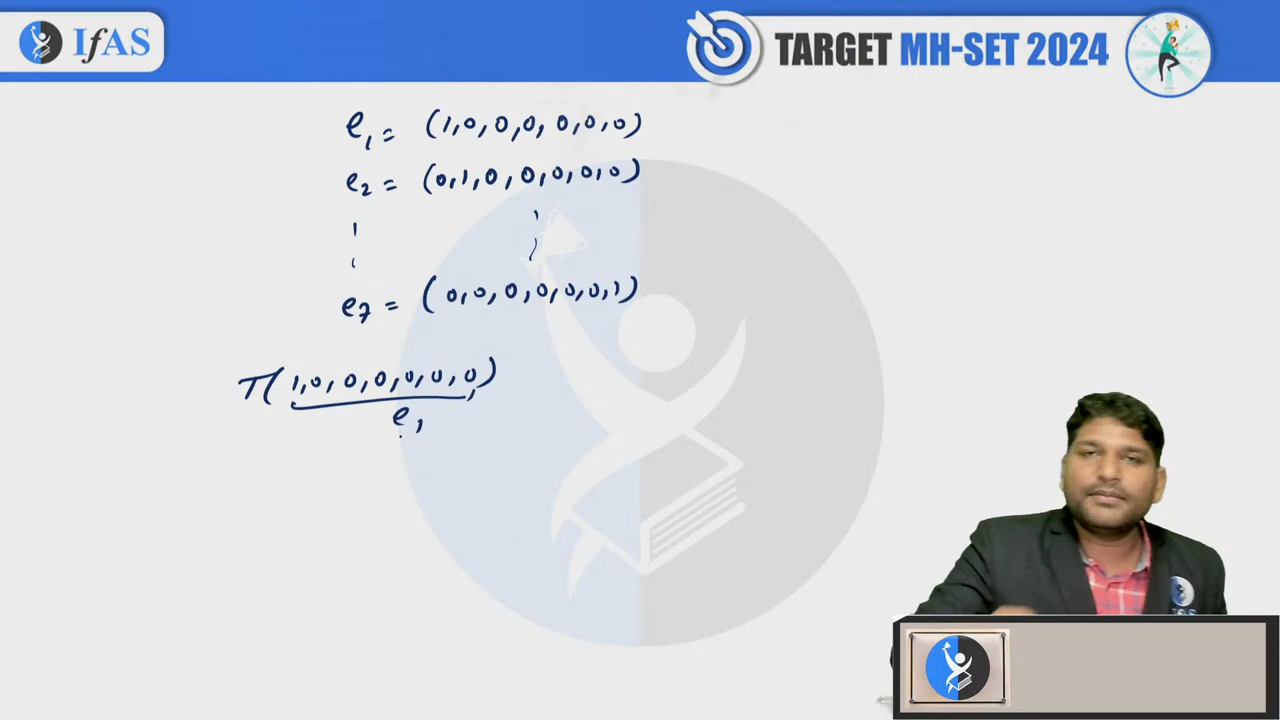 IfAS
TARGET MH-SET 2024
e₁ = (1,0,0,0,0,0,0)
e₂ = (0,1,0,0,0,0,0)
e₇ = (0,0,0,0,0,0,1)
T(1,0,0,0,0,0,0)
e₁
IFAS